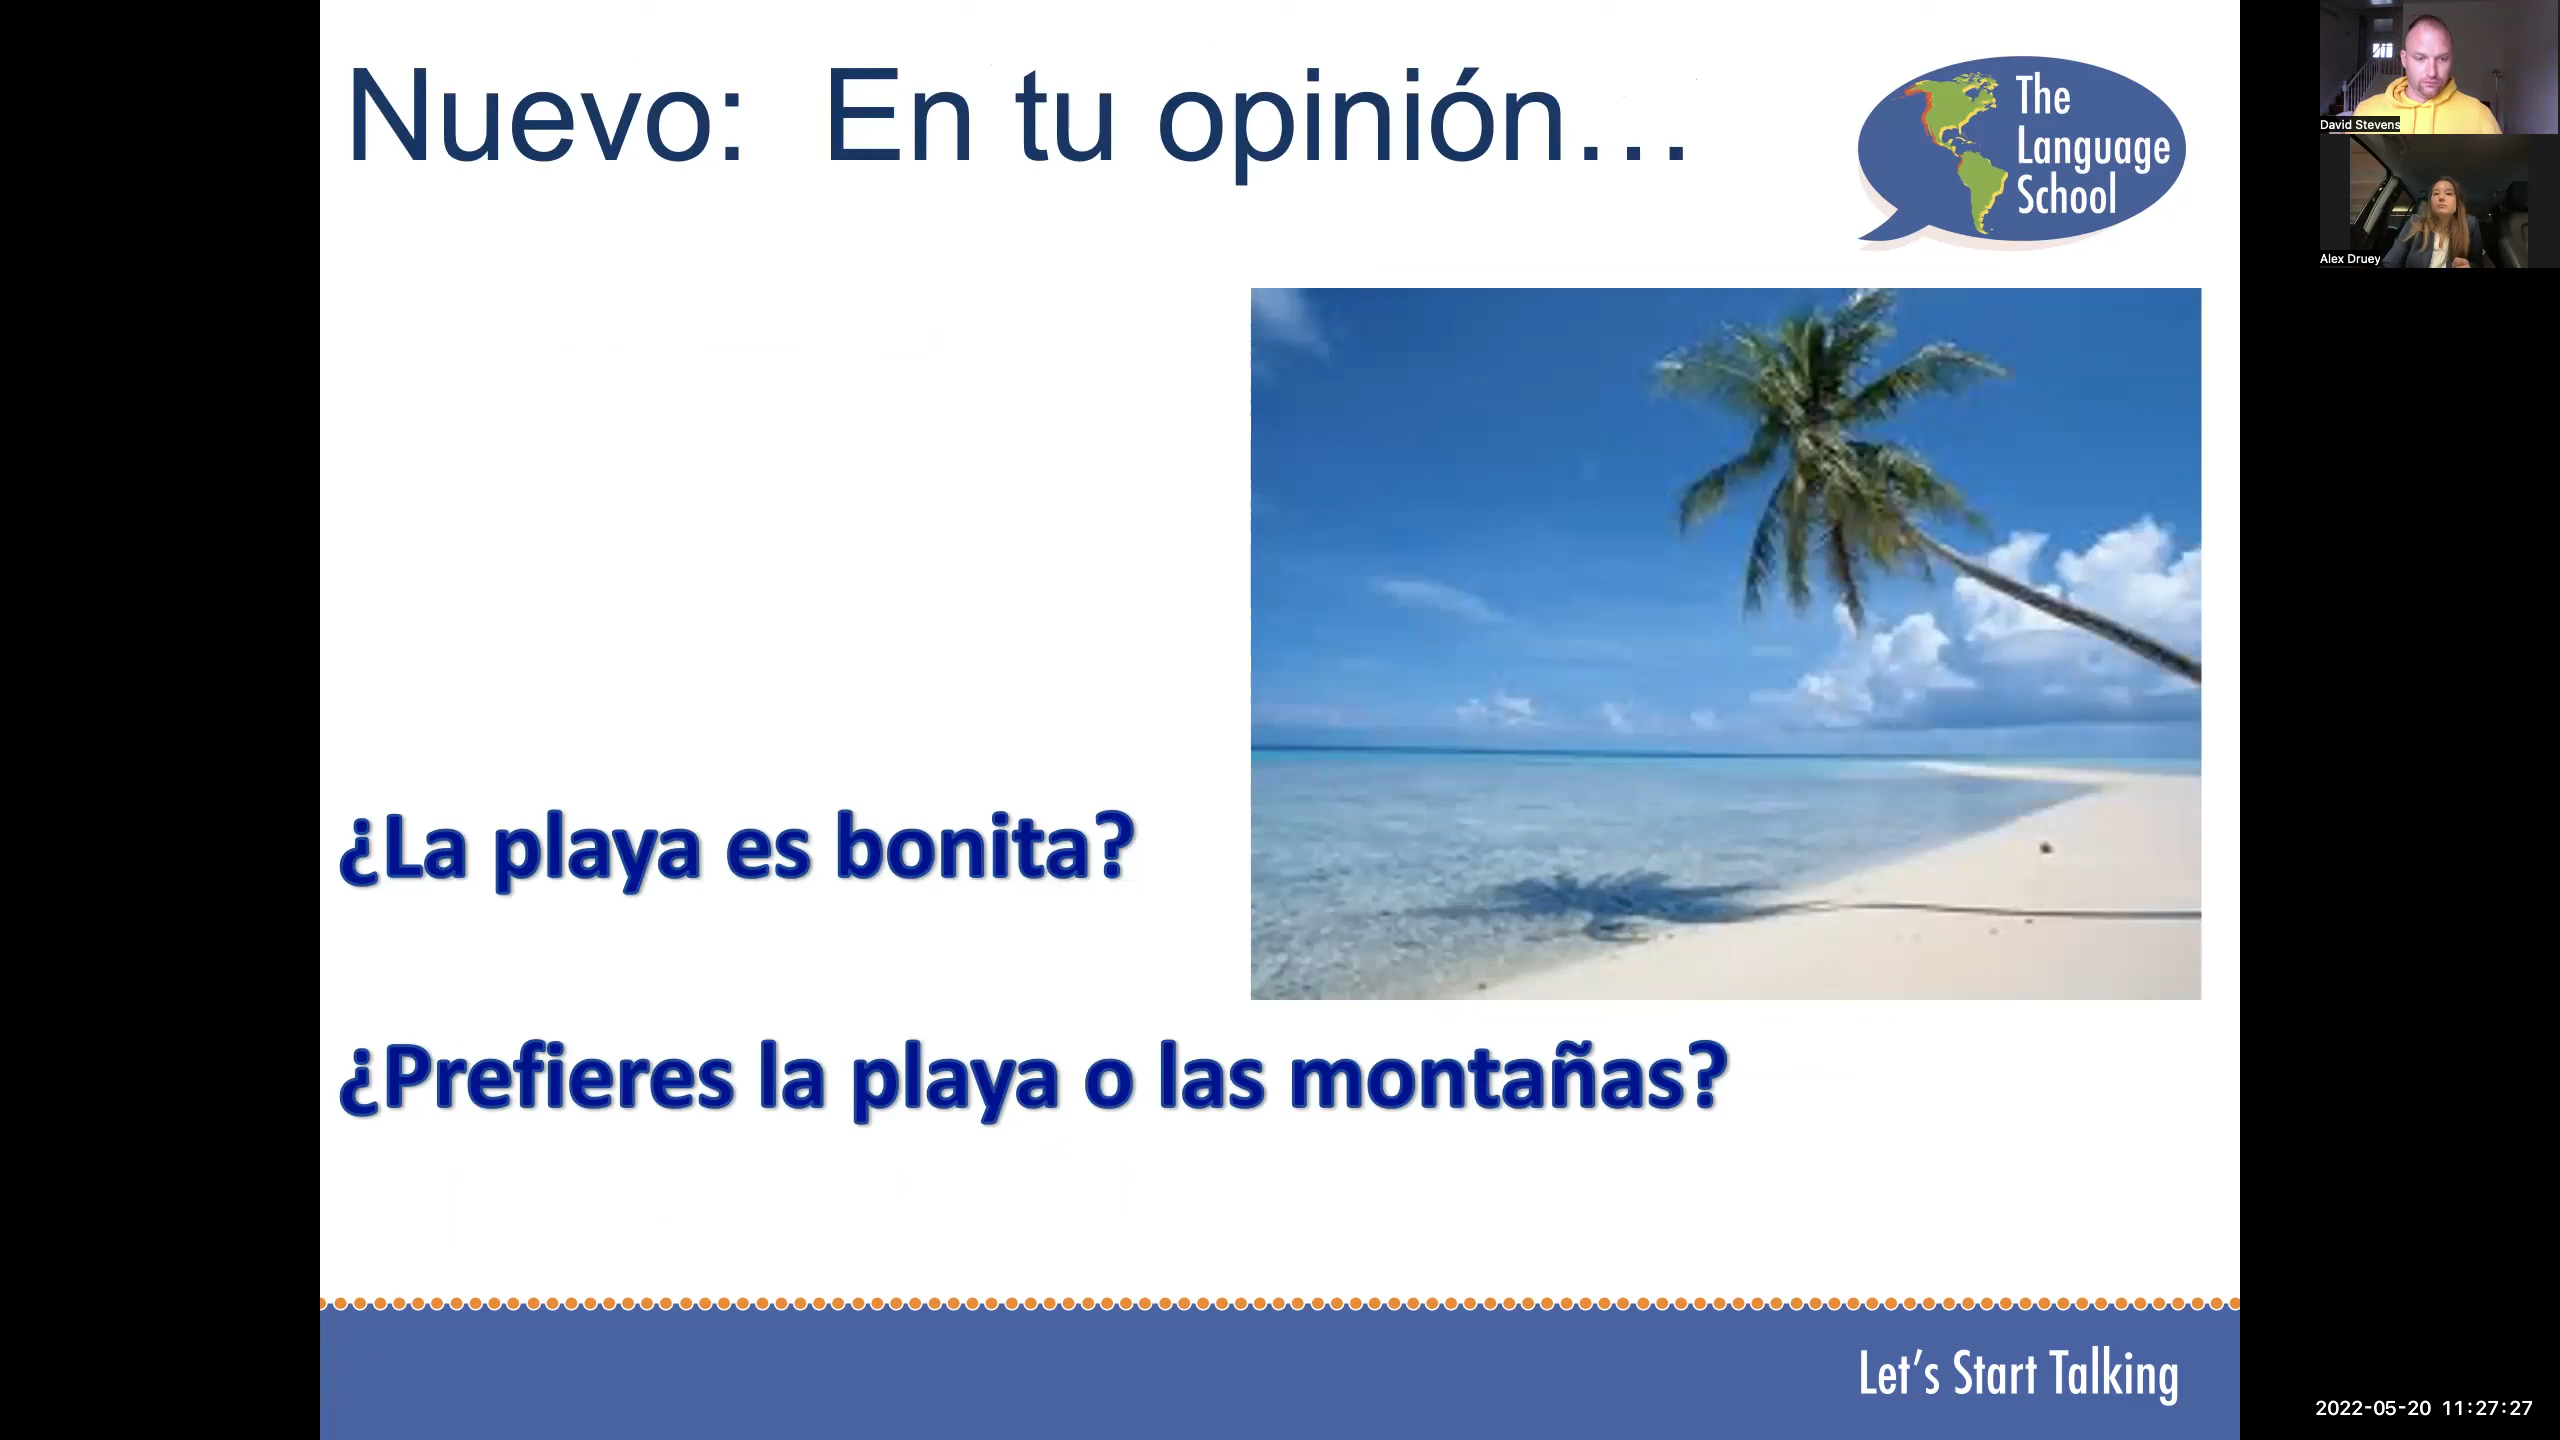 Nuevo: En tu opinión...
The
Language
School
¿La playa es bonita?
¿Prefieres la playa o las montañas?
Let's Start Talking
David Stevens
Alex Druey
2022-05-20 11:27:27